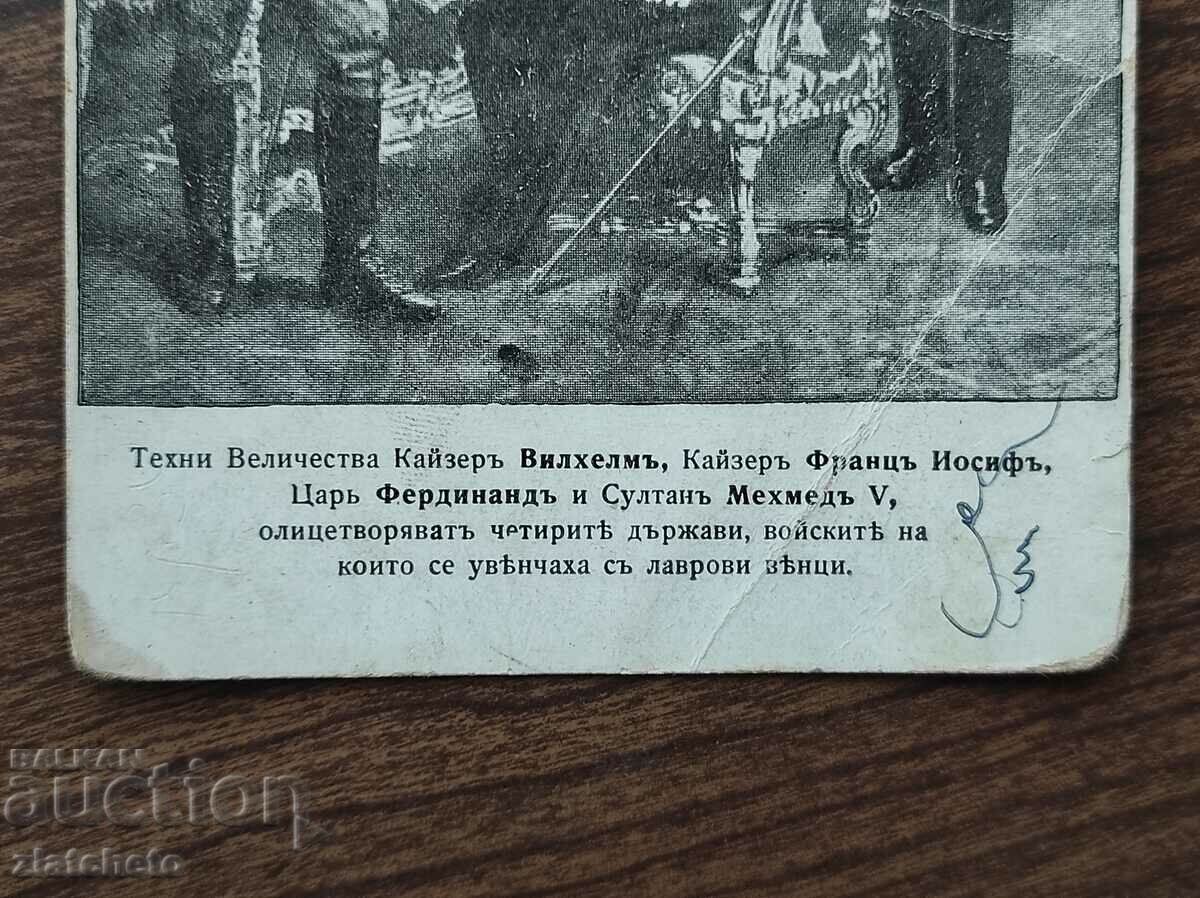 Техни Величества Кайзеръ Вилхелмъ, Кайзеръ Францъ Иосифъ,
Царь Фердинандъ и Султанъ Мехмедъ V,
олицетворяватъ четиритѣ държави, войскитѣ на
които се увѣнчаха съ лаврови вѣнци.
BALKAN
auction
zlatcheto